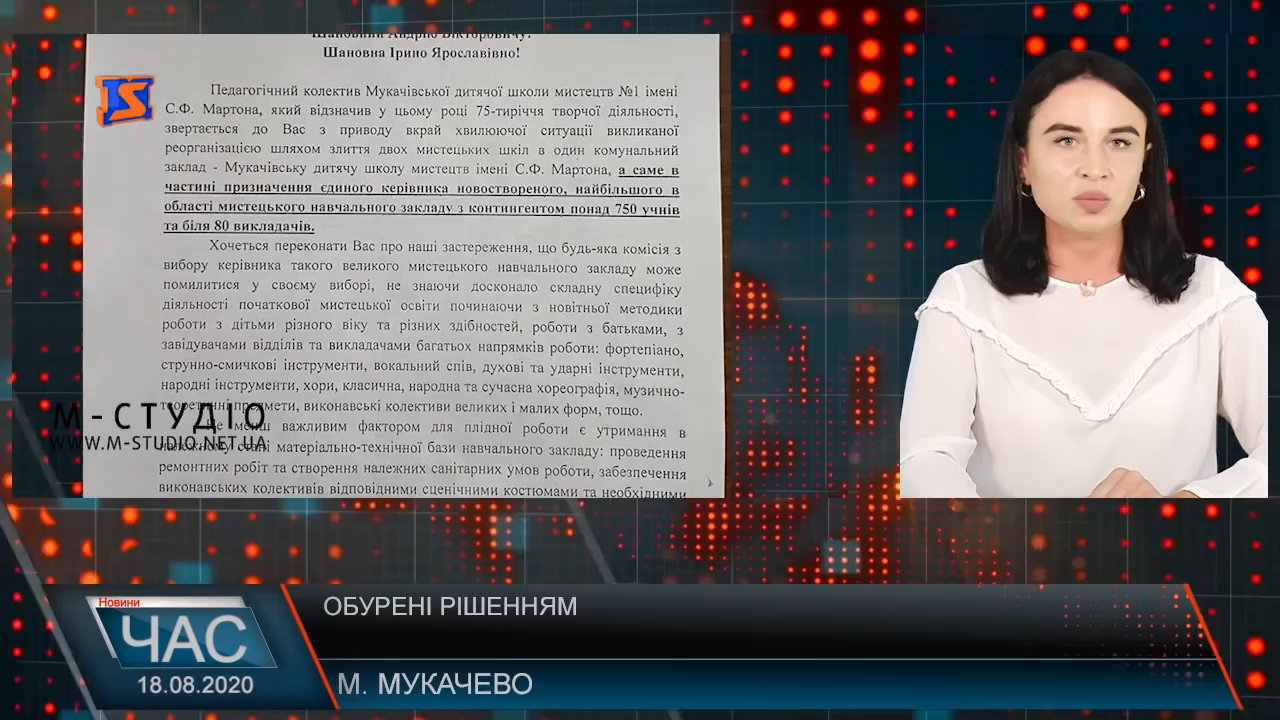 Шановний Андрію Вікторовичу!
Шановна Ірино Ярославівно!
Педагогічний колектив Мукачівської дитячої школи мистецтв №1 імені
С.Ф. Мартона, який відзначив у цьому році 75-тиріччя творчої діяльності,
звертається до Вас з приводу вкрай хвилюючої ситуації викликаної
реорганізацією шляхом злиття двох мистецьких шкіл в один комунальний
заклад - Мукачівську дитячу школу мистецтв імені С.Ф. Мартона, а саме в
частині призначення єдиного керівника новоствореного, найбільшого в
області мистецького навчального закладу з контингентом понад 750 учнів
та біля 80 викладачів.
Хочеться переконати Вас про наші застереження, що будь-яка комісія з
вибору керівника такого великого мистецького навчального закладу може
помилитися у своєму виборі, не знаючи досконало складну специфіку
діяльності початкової мистецької освіти починаючи з новітньої методики
роботи з дітьми різного віку та різних здібностей, роботи з батьками, з
завідувачами відділів та викладачами багатьох напрямків роботи: фортепіано,
струнно-смичкові інструменти, вокальний спів, духові та ударні інструменти,
народні інструменти, хори, класична, народна та сучасна хореографія, музично-
теоретичні предмети, виконавські колективи великих і малих форм, тощо.
менш важливим фактором для плідної роботи є утримання в
належному стані матеріально-технічної бази навчального закладу: проведення
ремонтних робіт та створення належних санітарних умов роботи, забезпечення
виконавських колективів відповідними сценічними костюмами та необхідними
М-СТУДІО
WWW.M-STUDIO.NET.UA
Новини
ЧАС
18.08.2020
ОБУРЕНІ РІШЕННЯМ
М. МУКАЧЕВО